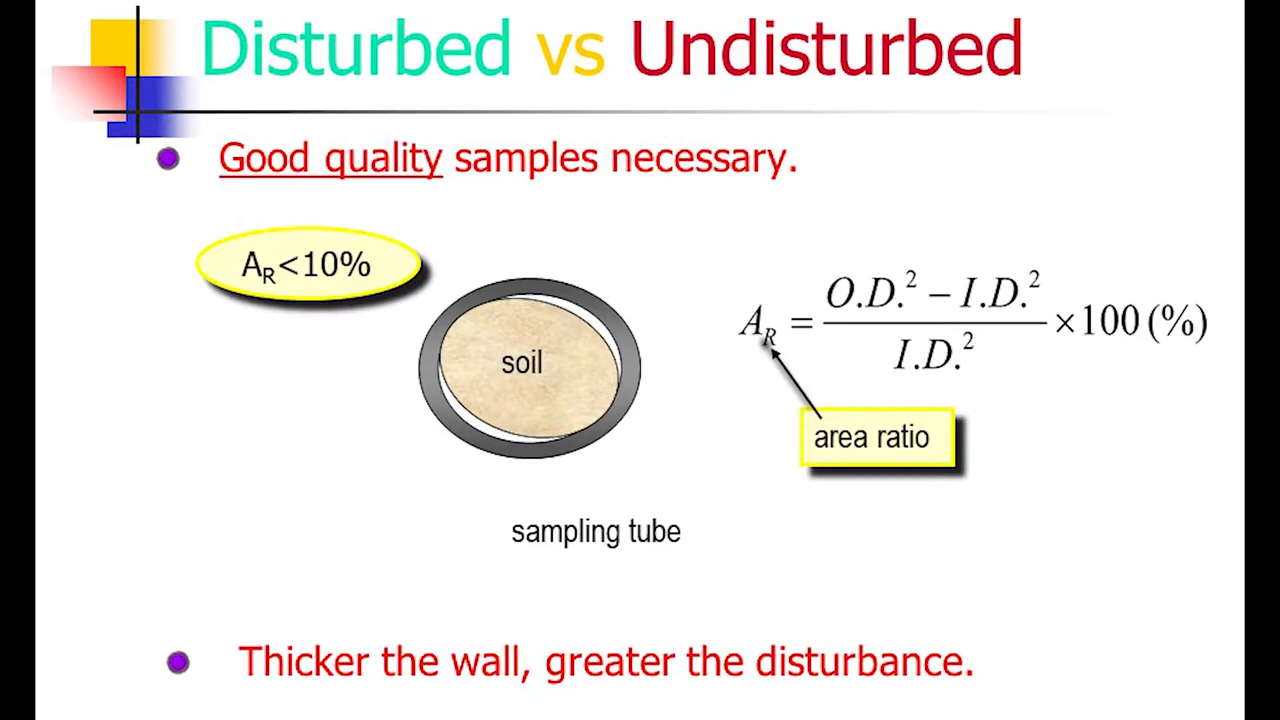 Disturbed vs Undisturbed
Good quality samples necessary.
A_R<10%
soil
A_R = (O.D.² − I.D.²) / I.D.² ×100 (%)
area ratio
sampling tube
Thicker the wall, greater the disturbance.